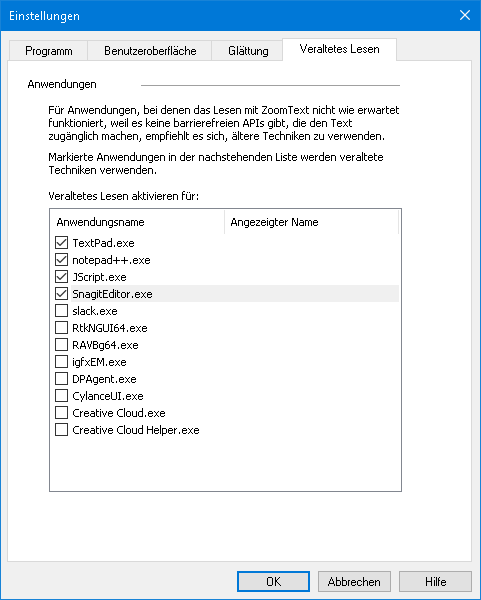 Einstellungen
Programm Benutzeroberfläche Glättung Veraltetes Lesen
Anwendungen
Für Anwendungen, bei denen das Lesen mit ZoomText nicht wie erwartet
funktioniert, weil es keine barrierefreien APIs gibt, die den Text
zugänglich machen, empfiehlt es sich, ältere Techniken zu verwenden.
Markierte Anwendungen in der nachstehenden Liste werden veraltete
Techniken verwenden.
Veraltetes Lesen aktivieren für:
Anwendungsname Angezeigter Name
TextPad.exe
notepad++.exe
JScript.exe
SnagitEditor.exe
slack.exe
RtkNGUI64.exe
RAVBg64.exe
igfxEM.exe
DPAgent.exe
CylanceUI.exe
Creative Cloud.exe
Creative Cloud Helper.exe
OK Abbrechen Hilfe